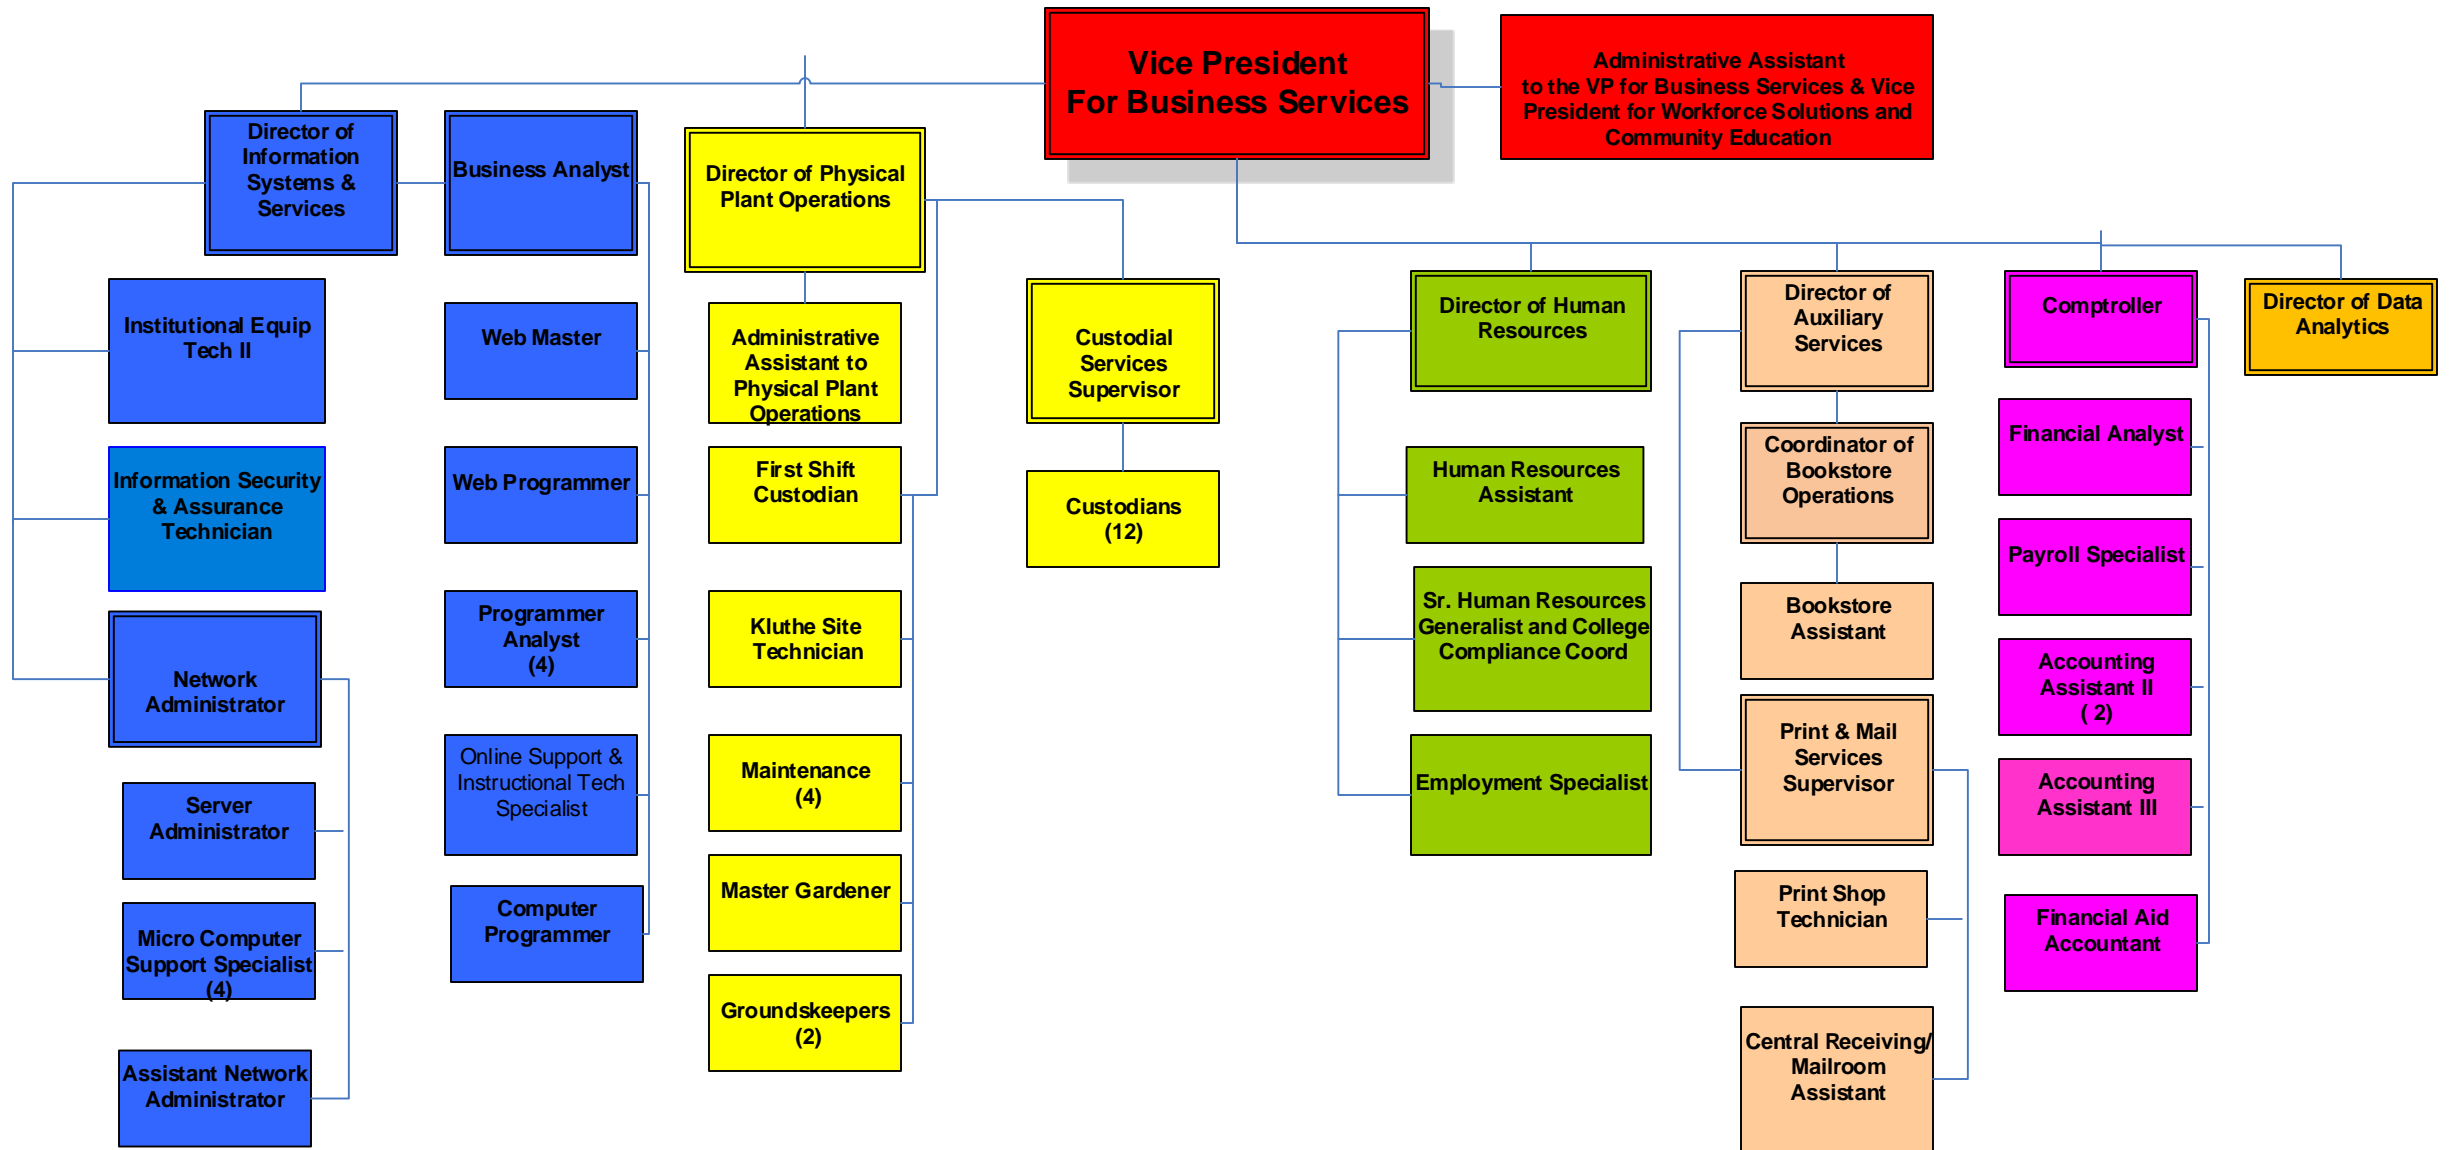 Vice President
For Business Services
Administrative Assistant
to the VP for Business Services & Vice
President for Workforce Solutions and
Community Education
Director of
Information
Systems &
Services
Business Analyst
Director of Physical
Plant Operations
Institutional Equip
Tech II
Information Security
& Assurance
Technician
Network
Administrator
Server
Administrator
Micro Computer
Support Specialist
(4)
Assistant Network
Administrator
Web Master
Web Programmer
Programmer
Analyst
(4)
Online Support &
Instructional Tech
Specialist
Computer
Programmer
Administrative
Assistant to
Physical Plant
Operations
First Shift
Custodian
Kluthe Site
Technician
Maintenance
(4)
Master Gardener
Groundskeepers
(2)
Custodial
Services
Supervisor
Custodians
(12)
Director of Human
Resources
Human Resources
Assistant
Sr. Human Resources
Generalist and College
Compliance Coord
Employment Specialist
Director of
Auxiliary
Services
Coordinator of
Bookstore
Operations
Bookstore
Assistant
Print & Mail
Services
Supervisor
Print Shop
Technician
Central Receiving/
Mailroom
Assistant
Comptroller
Financial Analyst
Payroll Specialist
Accounting
Assistant II
( 2)
Accounting
Assistant III
Financial Aid
Accountant
Director of Data
Analytics